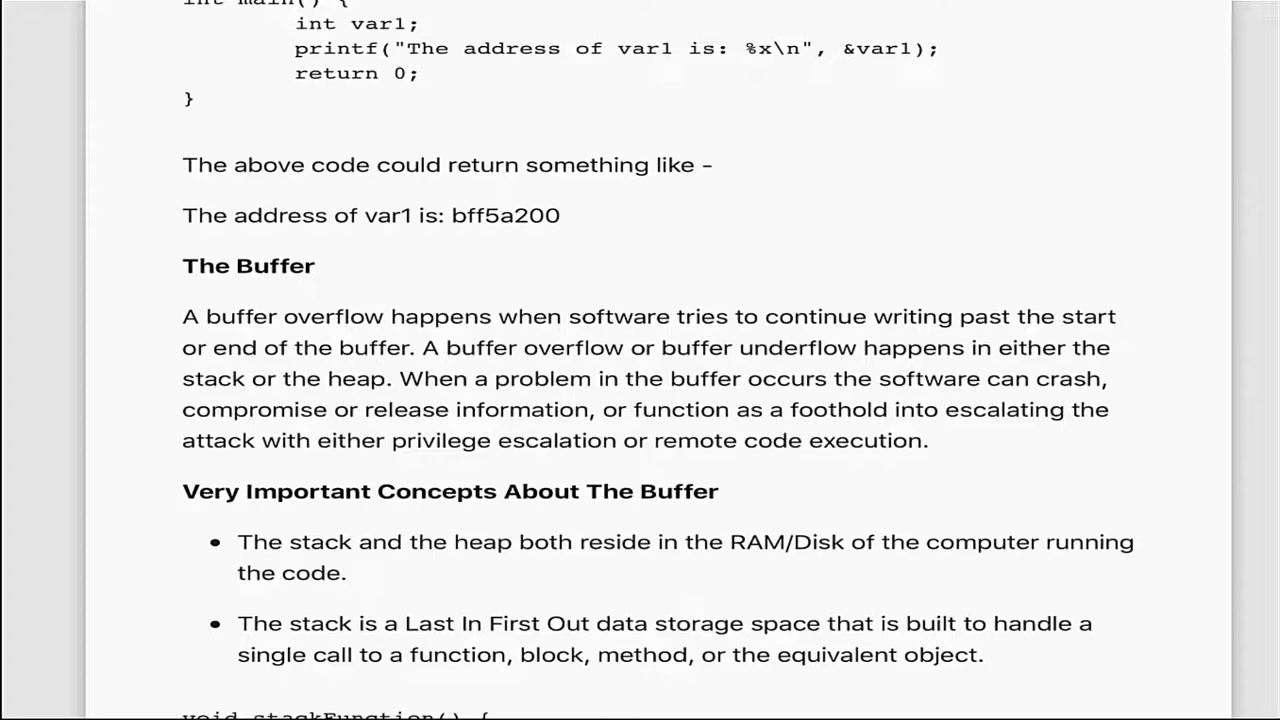 int main() {
int var1;
printf("The address of var1 is: %x\n", &var1);
return 0;
}
The above code could return something like -
The address of var1 is: bff5a200
The Buffer
A buffer overflow happens when software tries to continue writing past the start
or end of the buffer. A buffer overflow or buffer underflow happens in either the
stack or the heap. When a problem in the buffer occurs the software can crash,
compromise or release information, or function as a foothold into escalating the
attack with either privilege escalation or remote code execution.
Very Important Concepts About The Buffer
• The stack and the heap both reside in the RAM/Disk of the computer running
the code.
• The stack is a Last In First Out data storage space that is built to handle a
single call to a function, block, method, or the equivalent object.
void stackFunction() {